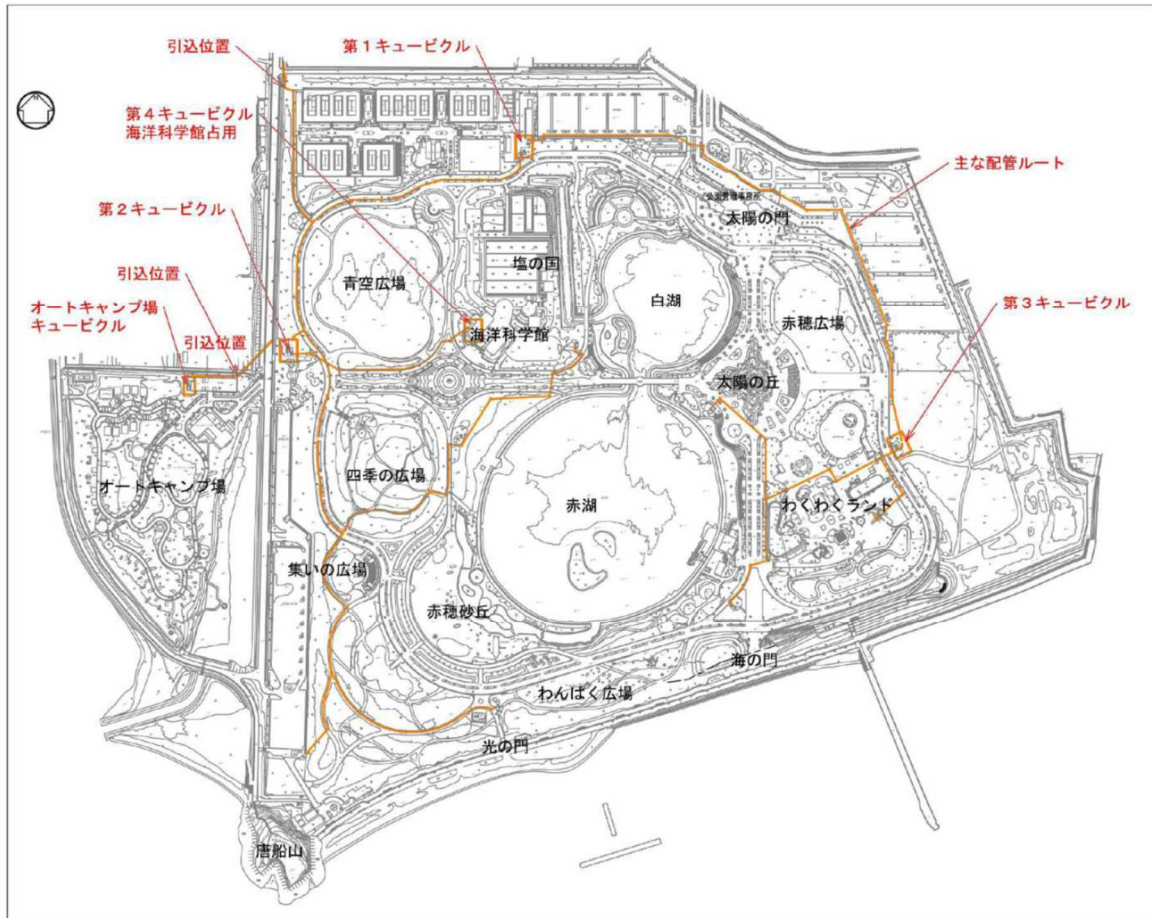 引込位置
第1キュービクル
第4キュービクル
海洋科学館占用
主な配管ルート
公園管理事務所
太陽の門
第2キュービクル
塩の国
引込位置
青空広場
白湖
オートキャンプ場
キュービクル
第3キュービクル
赤穂広場
海洋科学館
引込位置
太陽の丘
四季の広場
オートキャンプ場
赤湖
わくわくランド
集いの広場
赤穂砂丘
海の門
わんぱく広場
光の門
唐船山